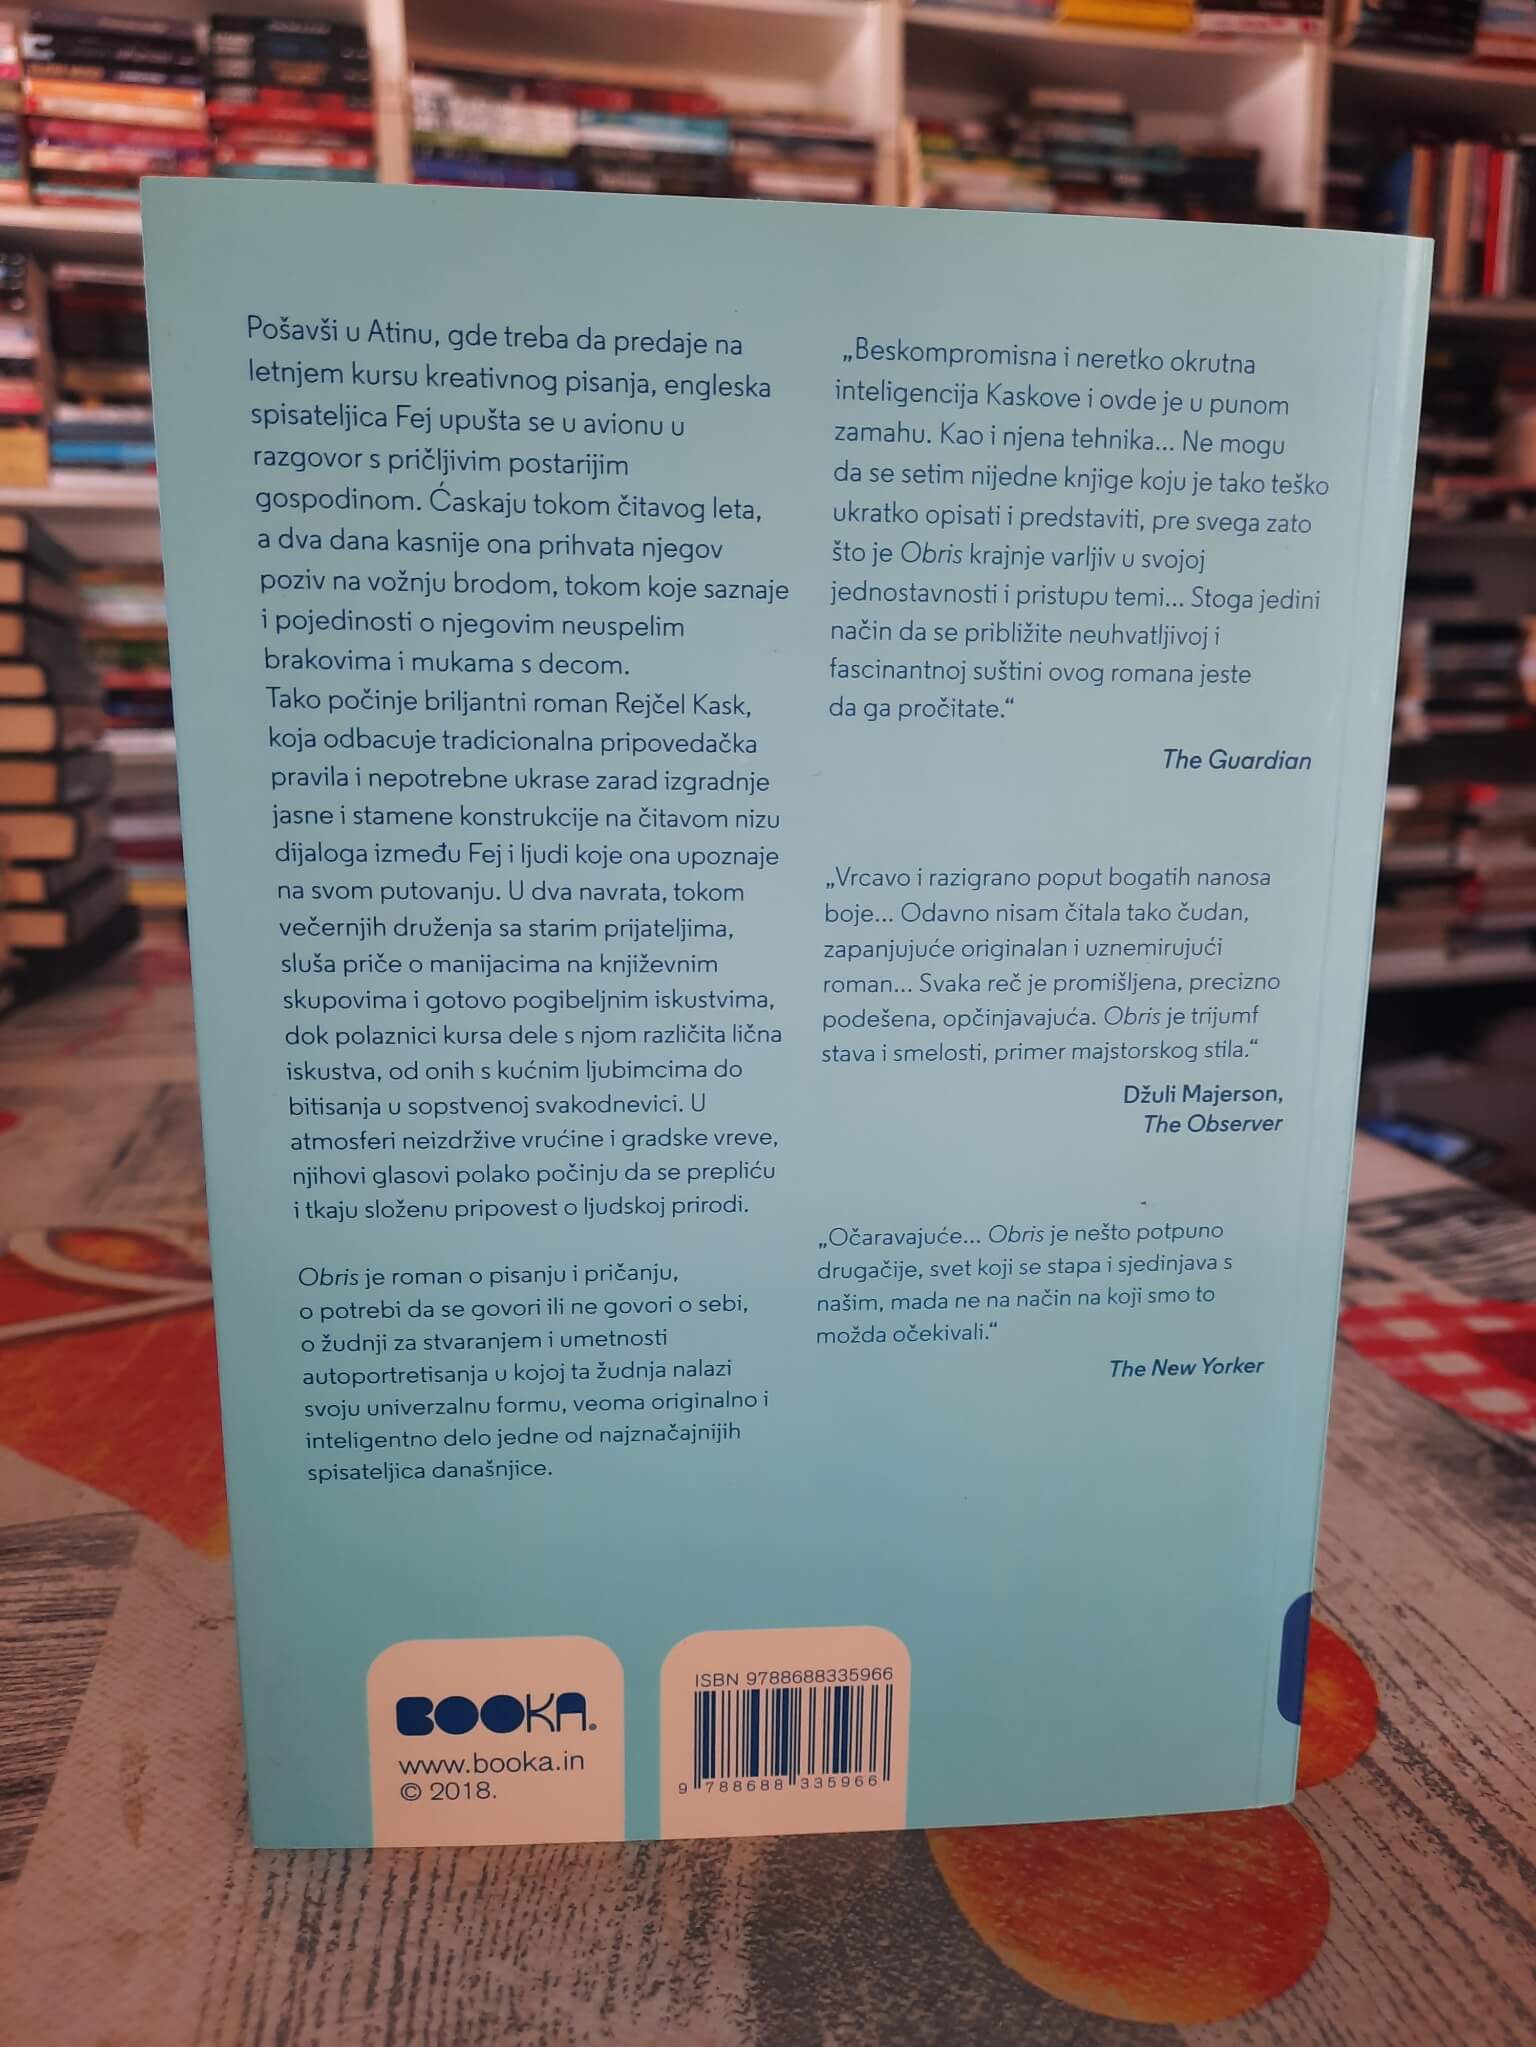 Pošavši u Atinu, gde treba da predaje na
letnjem kursu kreativnog pisanja, engleska
spisateljica Fej upušta se u avionu u
razgovor s pričljivim postarijim
gospodinom. Ćaskaju tokom čitavog leta,
a dva dana kasnije ona prihvata njegov
poziv na vožnju brodom, tokom koje saznaje
i pojedinosti o njegovim neuspelim
brakovima i mukama s decom.
Tako počinje briljantni roman Rejčel Kask,
koja odbacuje tradicionalna pripovedačka
pravila i nepotrebne ukrase zarad izgradnje
jasne i stamene konstrukcije na čitavom nizu
dijaloga između Fej i ljudi koje ona upoznaje
na svom putovanju. U dva navrata, tokom
večernjih druženja sa starim prijateljima,
sluša priče o manijacima na književnim
skupovima i gotovo pogibeljnim iskustvima,
dok polaznici kursa dele s njom različita lična
iskustva, od onih s kućnim ljubimcima do
bitisanja u sopstvenoj svakodnevici. U
atmosferi neizdržive vrućine i gradske vreve,
njihovi glasovi polako počinju da se prepliću
i tkaju složenu pripovest o ljudskoj prirodi.
Obris je roman o pisanju i pričanju,
o potrebi da se govori ili ne govori o sebi,
o žudnji za stvaranjem i umetnosti
autoportretisanja u kojoj ta žudnja nalazi
svoju univerzalnu formu, veoma originalno i
inteligentno delo jedne od najznačajnijih
spisateljica današnjice.
„Beskompromisna i neretko okrutna
inteligencija Kaskove i ovde je u punom
zamahu. Kao i njena tehnika... Ne mogu
da se setim nijedne knjige koju je tako teško
ukratko opisati i predstaviti, pre svega zato
što je Obris krajnje varljiv u svojoj
jednostavnosti i pristupu temi... Stoga jedini
način da se približite neuhvatljivoj i
fascinantnoj suštini ovog romana jeste
da ga pročitate.“
The Guardian
„Vrcavo i razigrano poput bogatih nanosa
boje... Odavno nisam čitala tako čudan,
zapanjujuće originalan i uznemirujući
roman... Svaka reč je promišljena, precizno
podešena, opčinjavajuća. Obris je trijumf
stava i smelosti, primer majstorskog stila.“
Džuli Majerson,
The Observer
„Očaravajuće... Obris je nešto potpuno
drugačije, svet koji se stapa i sjedinjava s
našim, mada ne na način na koji smo to
možda očekivali.“
The New Yorker
BOOKA.
www.booka.in
© 2018.
ISBN 9788688335966
9 788688 335966